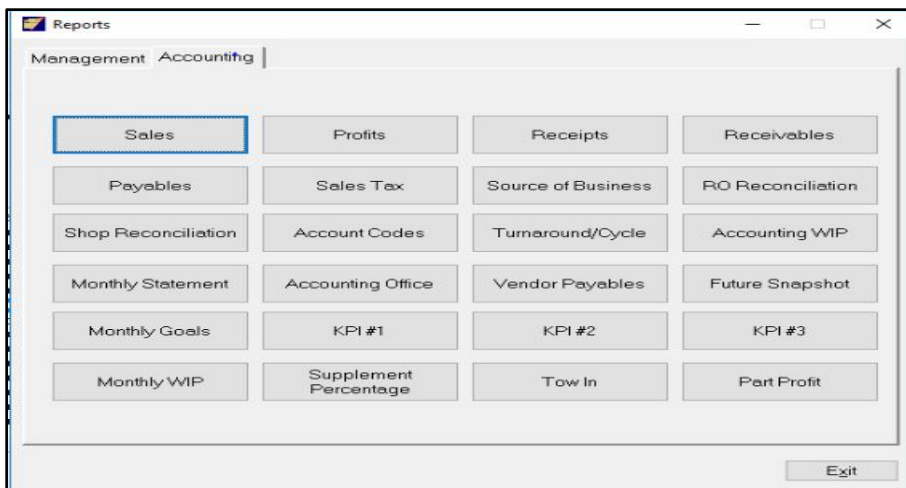 Reports
Management Accounting
Sales Profits Receipts Receivables
Payables Sales Tax Source of Business RO Reconciliation
Shop Reconciliation Account Codes Turnaround/Cycle Accounting WIP
Monthly Statement Accounting Office Vendor Payables Future Snapshot
Monthly Goals KPI #1 KPI #2 KPI #3
Monthly WIP Supplement Percentage Tow In Part Profit
Exit